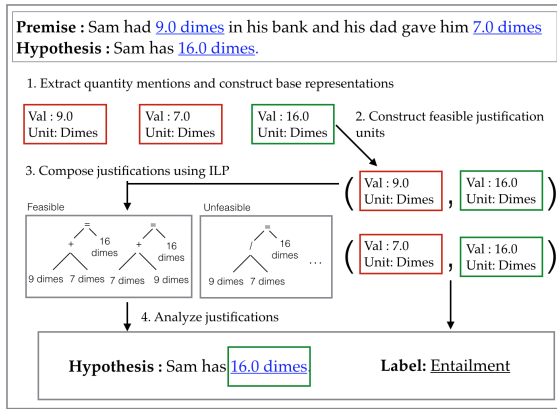 Premise : Sam had 9.0 dimes in his bank and his dad gave him 7.0 dimes
Hypothesis : Sam has 16.0 dimes.
1. Extract quantity mentions and construct base representations
Val : 9.0
Unit: Dimes
Val : 7.0
Unit: Dimes
Val : 16.0
Unit: Dimes
2. Construct feasible justification
units
3. Compose justifications using ILP
( Val : 9.0
Unit: Dimes
, Val : 16.0
Unit: Dimes )
( Val : 7.0
Unit: Dimes
, Val : 16.0
Unit: Dimes )
Feasible
=
+
16
dimes
9 dimes 7 dimes
=
+
16
dimes
7 dimes 9 dimes
Unfeasible
=
/
16
dimes
9 dimes 7 dimes
...
4. Analyze justifications
Hypothesis : Sam has 16.0 dimes.
Label: Entailment